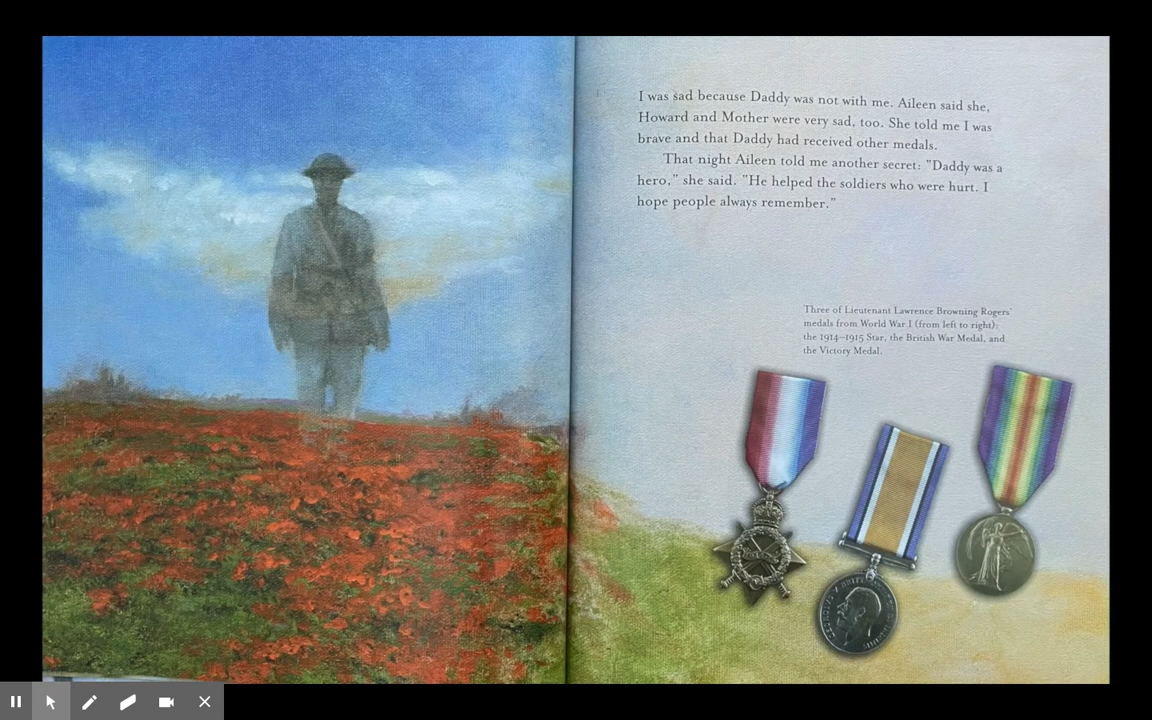 I was sad because Daddy was not with me. Aileen said she,
Howard and Mother were very sad, too. She told me I was
brave and that Daddy had received other medals.
That night Aileen told me another secret: "Daddy was a
hero," she said. "He helped the soldiers who were hurt. I
hope people always remember."
Three of Lieutenant Lawrence Browning Rogers'
medals from World War I (from left to right):
the 1914–1915 Star, the British War Medal, and
the Victory Medal.